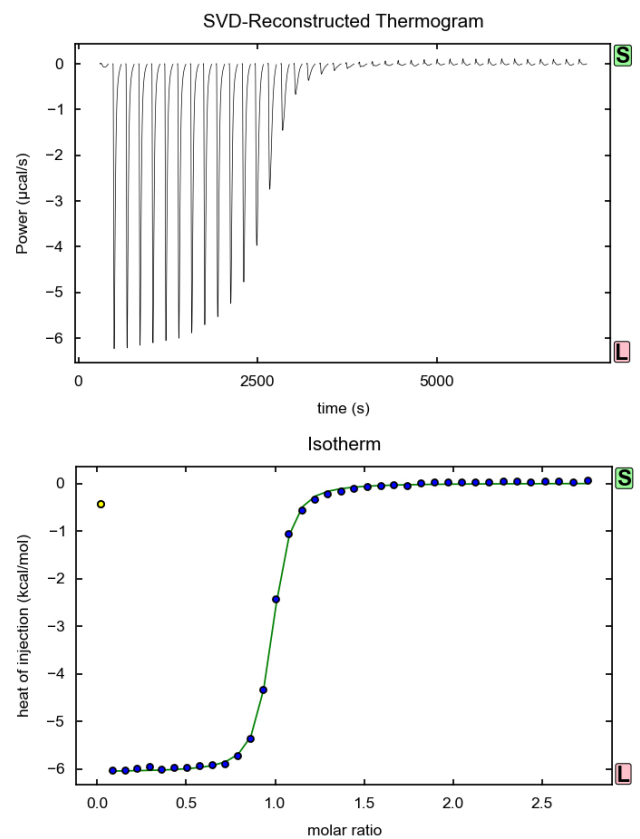 SVD-Reconstructed Thermogram
S
0
−1
−2
−3
−4
−5
−6
Power (µcal/s)
L
0
2500
5000
time (s)
Isotherm
S
0
−1
−2
−3
−4
−5
−6
heat of injection (kcal/mol)
L
0.0
0.5
1.0
1.5
2.0
2.5
molar ratio